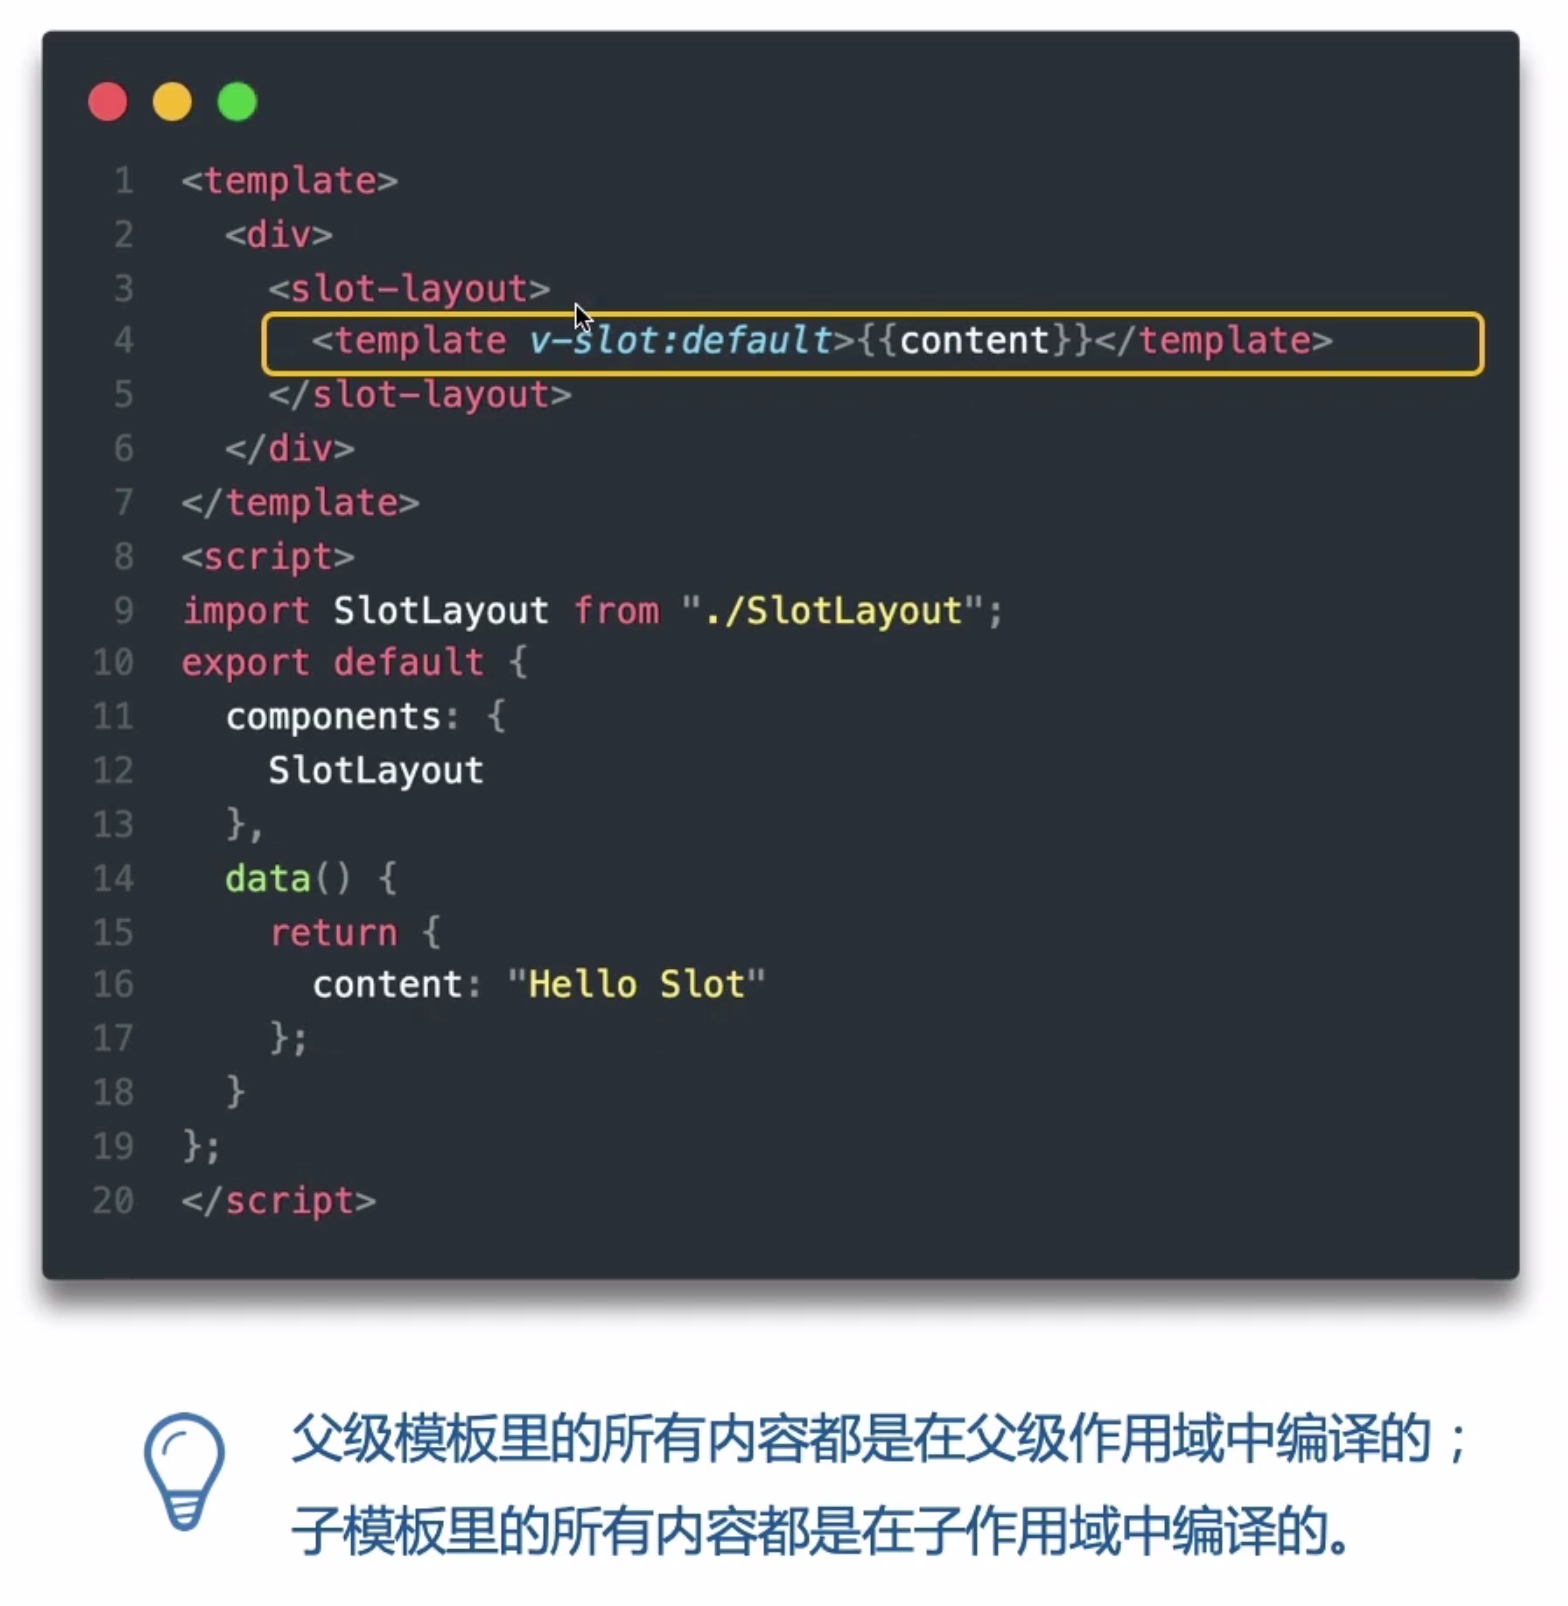 1 <template>
2 <div>
3 <slot-layout>
4 <template v-slot:default>{{content}}</template>
5 </slot-layout>
6 </div>
7 </template>
8 <script>
9 import SlotLayout from "./SlotLayout";
10 export default {
11 components: {
12 SlotLayout
13 },
14 data() {
15 return {
16 content: "Hello Slot"
17 };
18 }
19 };
20 </script>
父级模板里的所有内容都是在父级作用域中编译的；
子模板里的所有内容都是在子作用域中编译的。